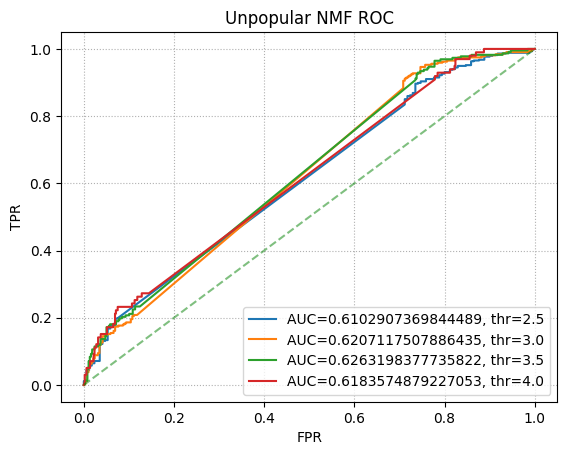 Unpopular NMF ROC
1.0
0.8
0.6
0.4
0.2
0.0
TPR
0.0 0.2 0.4 0.6 0.8 1.0
FPR
AUC=0.6102907369844489, thr=2.5
AUC=0.6207117507886435, thr=3.0
AUC=0.6263198377735822, thr=3.5
AUC=0.6183574879227053, thr=4.0